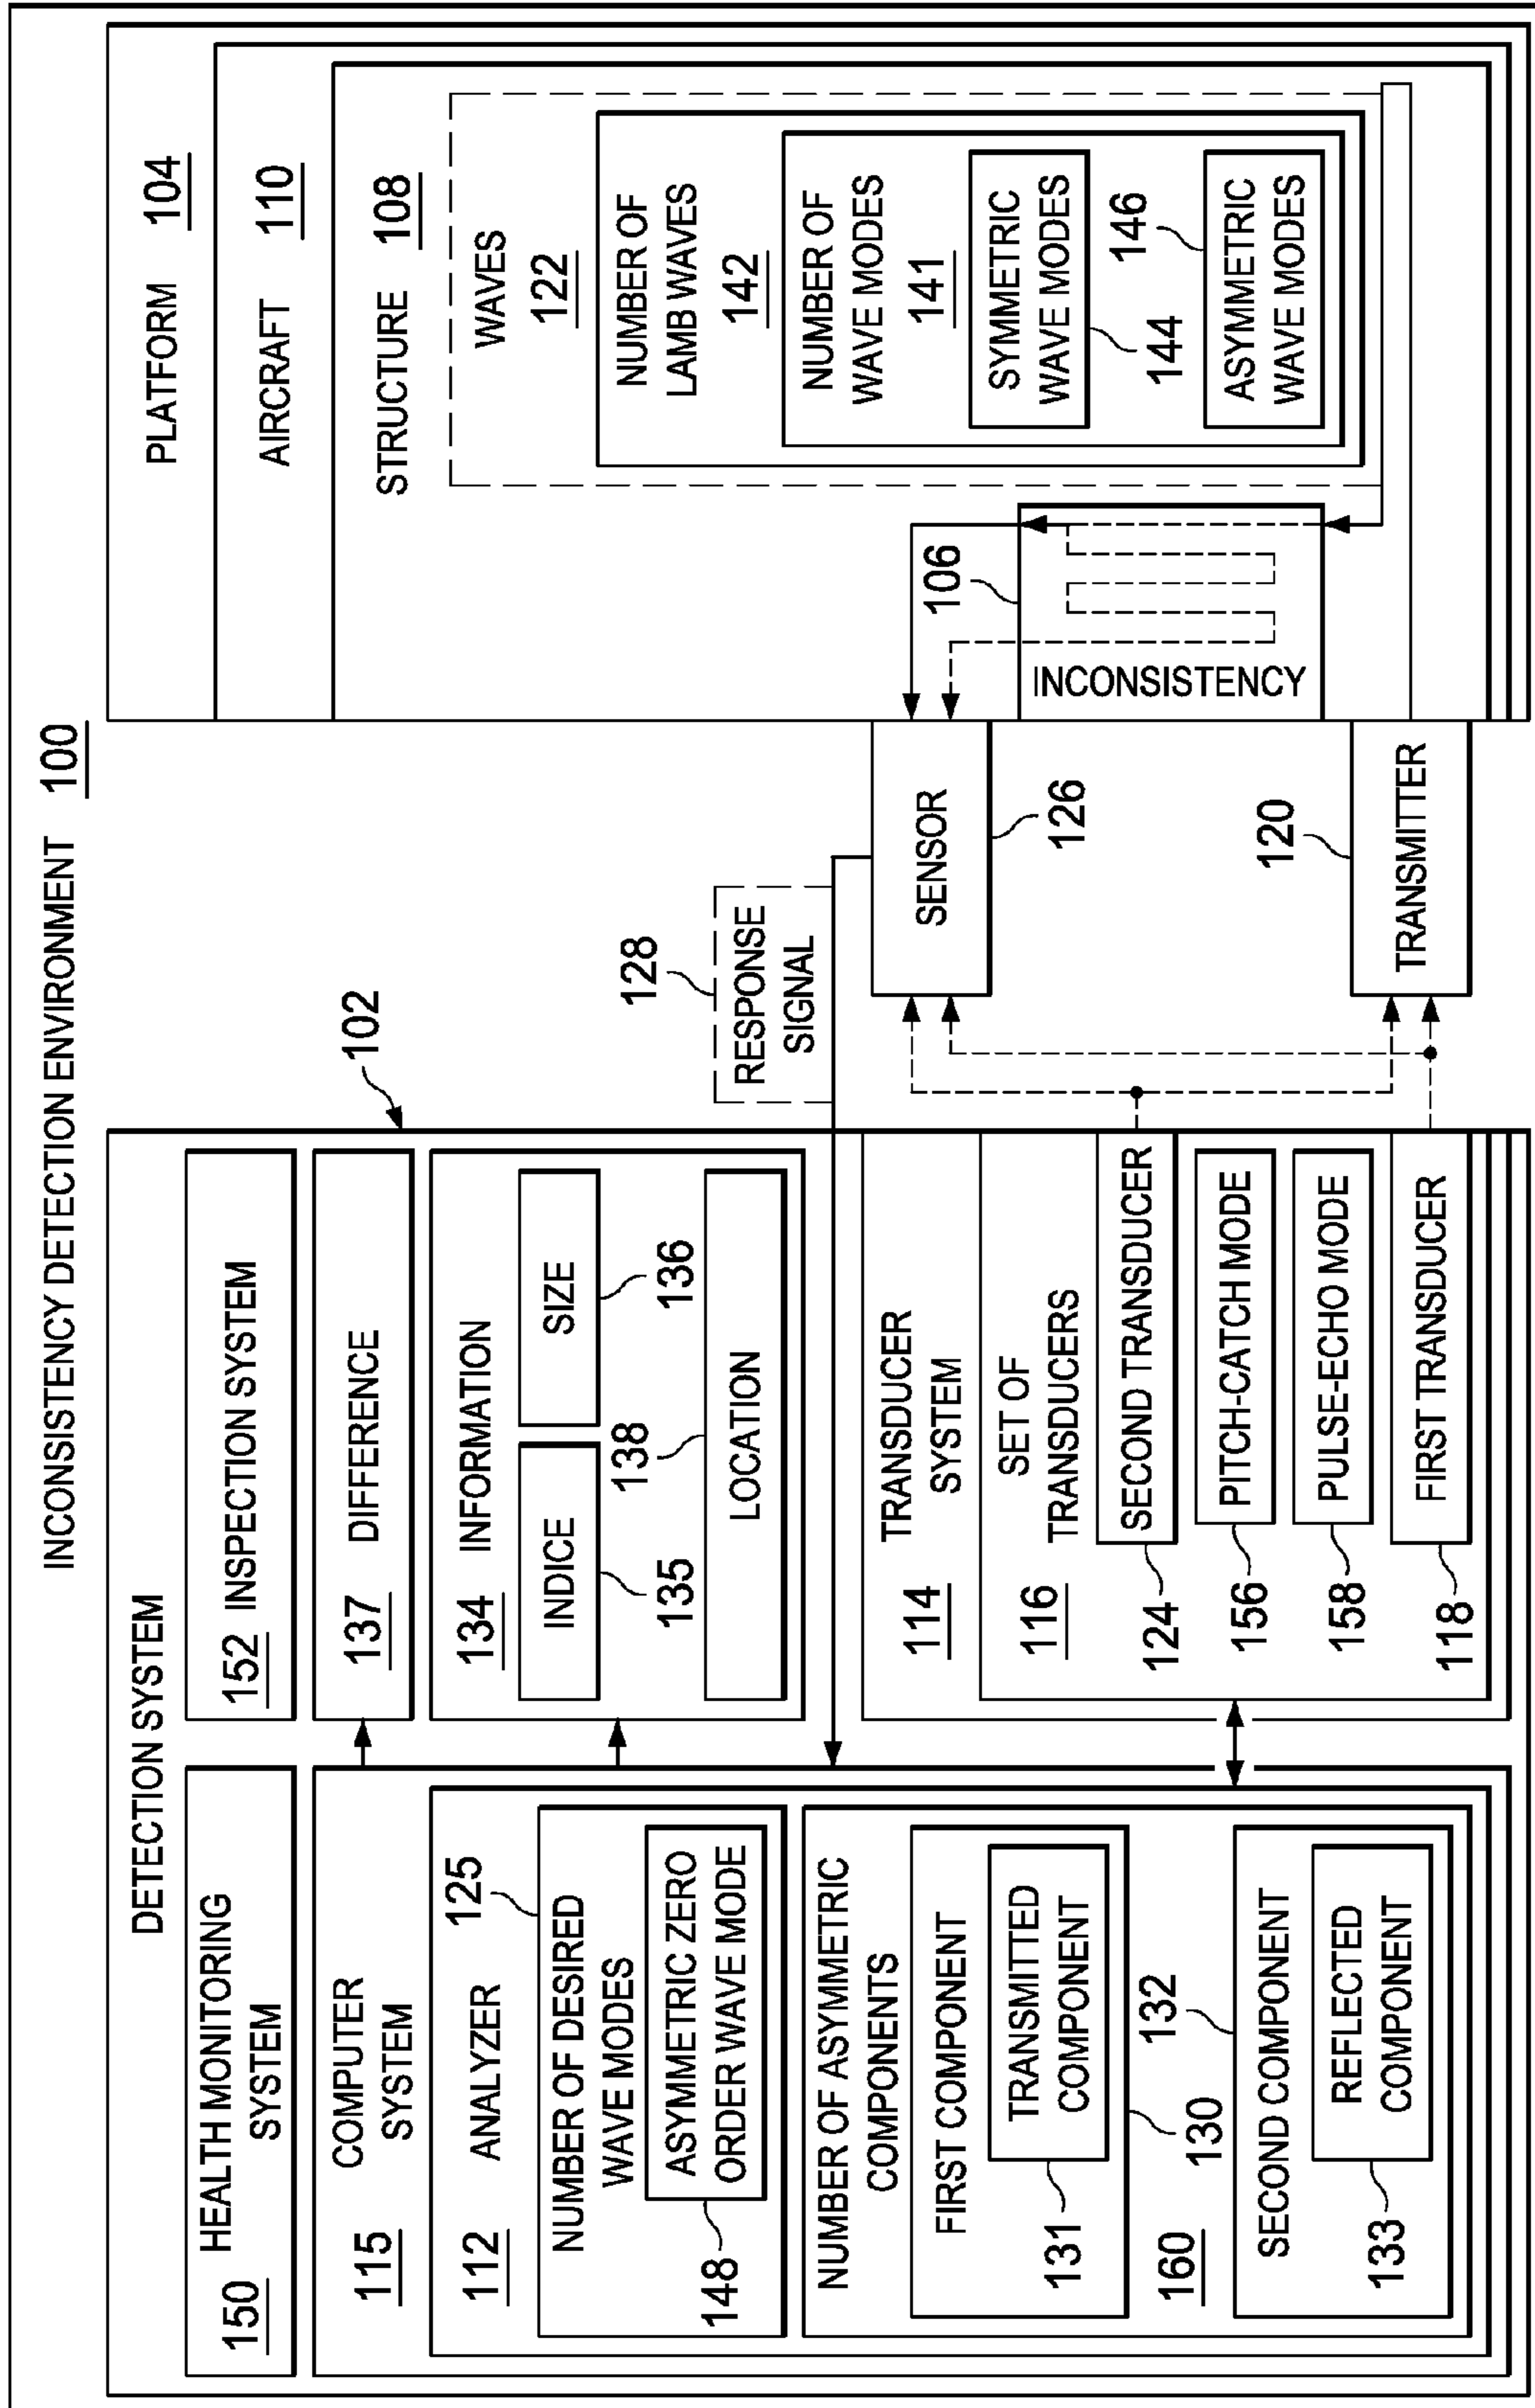 INCONSISTENCY DETECTION ENVIRONMENT 100
DETECTION SYSTEM
102
HEALTH MONITORING
SYSTEM
150
152 INSPECTION SYSTEM
COMPUTER
SYSTEM
115
ANALYZER
112
125
NUMBER OF DESIRED
WAVE MODES
ASYMMETRIC ZERO
ORDER WAVE MODE
148
NUMBER OF ASYMMETRIC
COMPONENTS
FIRST COMPONENT
TRANSMITTED
COMPONENT
131
130
160
132
SECOND COMPONENT
REFLECTED
COMPONENT
133
DIFFERENCE
137
INFORMATION
134
INDICE
135
SIZE
136
138
LOCATION
TRANSDUCER
SYSTEM
114
SET OF
TRANSDUCERS
116
SECOND TRANSDUCER
124
PITCH-CATCH MODE
156
PULSE-ECHO MODE
158
FIRST TRANSDUCER
118
128
RESPONSE
SIGNAL
SENSOR
126
TRANSMITTER
120
PLATFORM 104
AIRCRAFT 110
STRUCTURE 108
WAVES
122
NUMBER OF
LAMB WAVES
142
NUMBER OF
WAVE MODES
141
SYMMETRIC
WAVE MODES
144
146
ASYMMETRIC
WAVE MODES
106
INCONSISTENCY